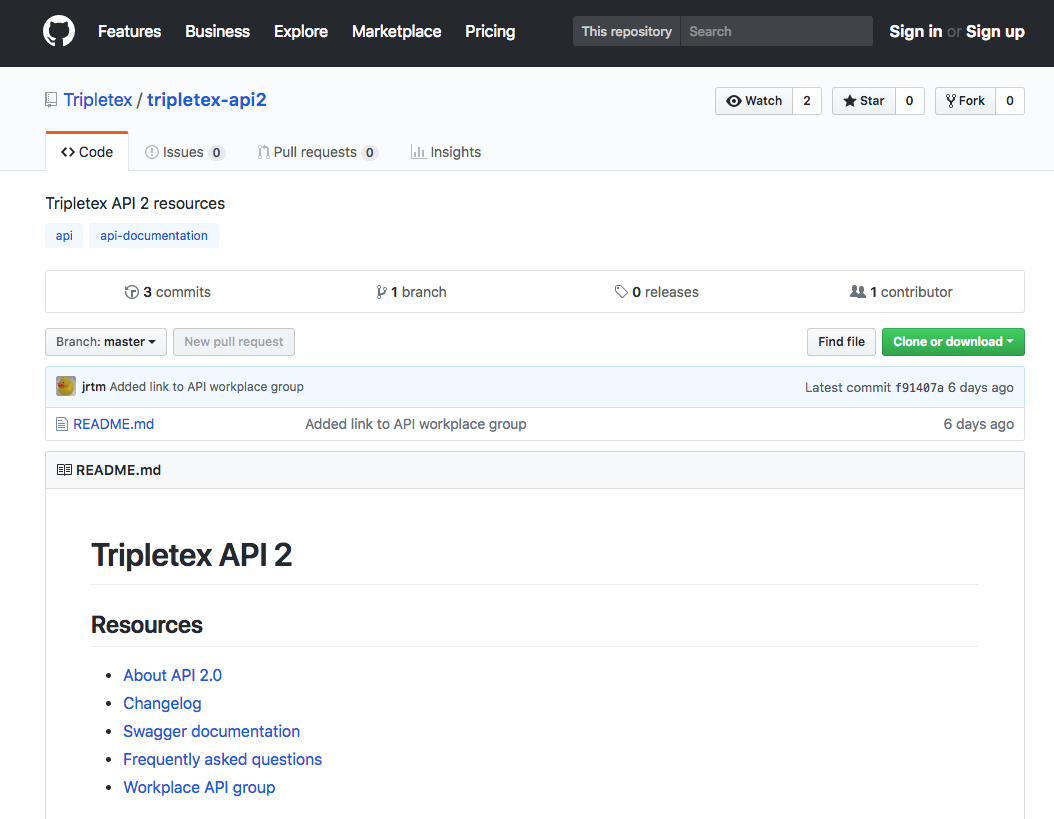 Features Business Explore Marketplace Pricing This repository Search Sign in or Sign up
Tripletex / tripletex-api2 Watch 2 Star 0 Fork 0
Code Issues 0 Pull requests 0 Insights
Tripletex API 2 resources
api api-documentation
3 commits 1 branch 0 releases 1 contributor
Branch: master New pull request Find file Clone or download
jrtm Added link to API workplace group Latest commit f91407a 6 days ago
README.md Added link to API workplace group 6 days ago
README.md
Tripletex API 2
Resources
About API 2.0
Changelog
Swagger documentation
Frequently asked questions
Workplace API group